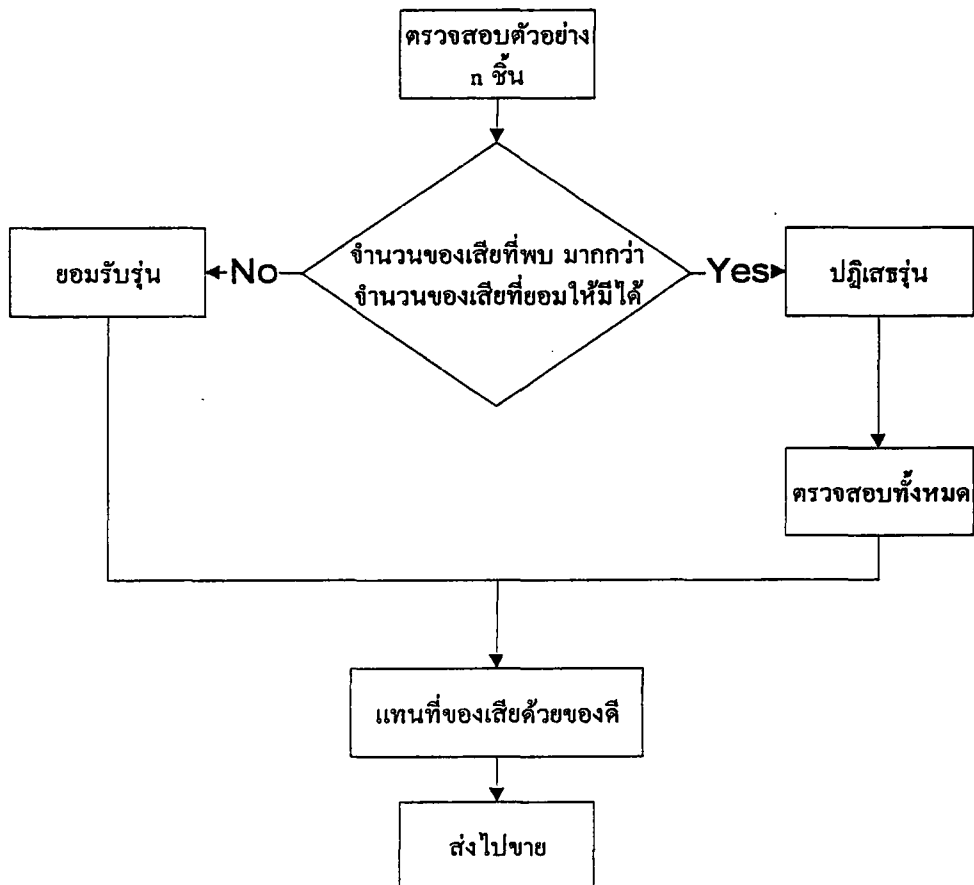 ตรวจสอบตัวอย่าง
n ชิ้น
จำนวนของเสียที่พบ มากกว่า
จำนวนของเสียที่ยอมให้มีได้
No
Yes
ยอมรับรุ่น
ปฏิเสธรุ่น
ตรวจสอบทั้งหมด
แทนที่ของเสียด้วยของดี
ส่งไปขาย